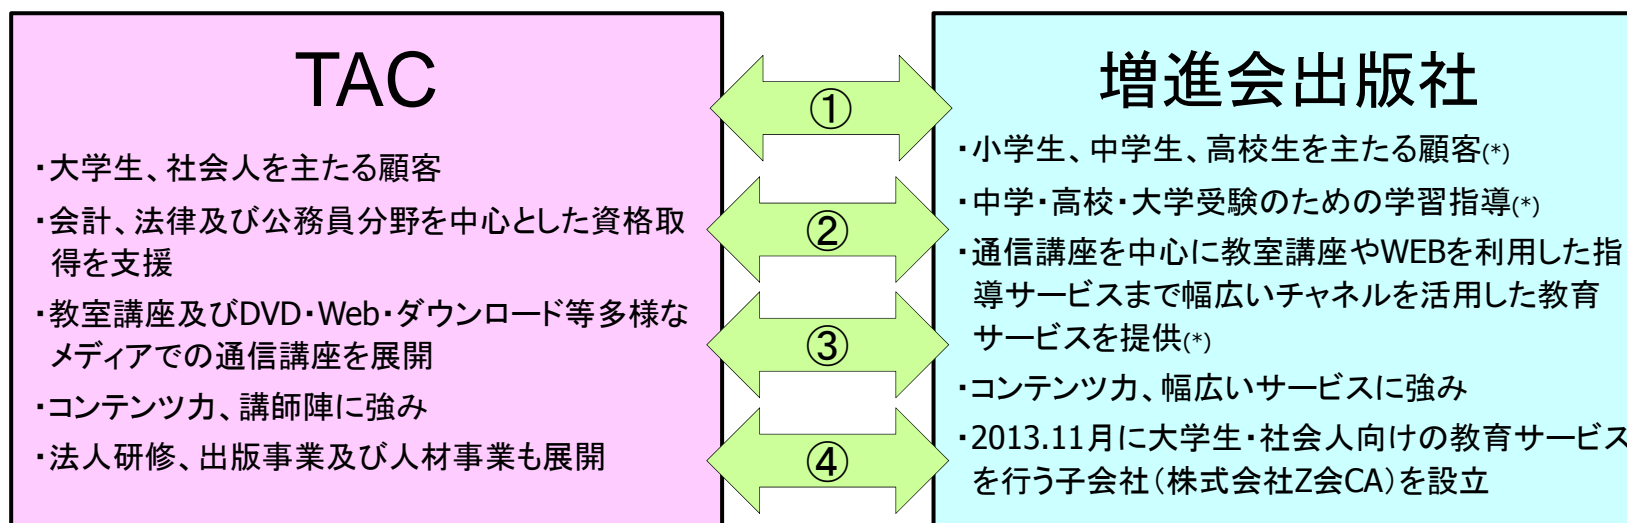 TAC
・大学生、社会人を主たる顧客
・会計、法律及び公務員分野を中心とした資格取
得を支援
・教室講座及びDVD・Web・ダウンロード等多様な
メディアでの通信講座を展開
・コンテンツ力、講師陣に強み
・法人研修、出版事業及び人材事業も展開
①
②
③
④
増進会出版社
・小学生、中学生、高校生を主たる顧客(*)
・中学・高校・大学受験のための学習指導(*)
・通信講座を中心に教室講座やWEBを利用した指
導サービスまで幅広いチャネルを活用した教育
サービスを提供(*)
・コンテンツ力、幅広いサービスに強み
・2013.11月に大学生・社会人向けの教育サービス
を行う子会社（株式会社Z会CA）を設立